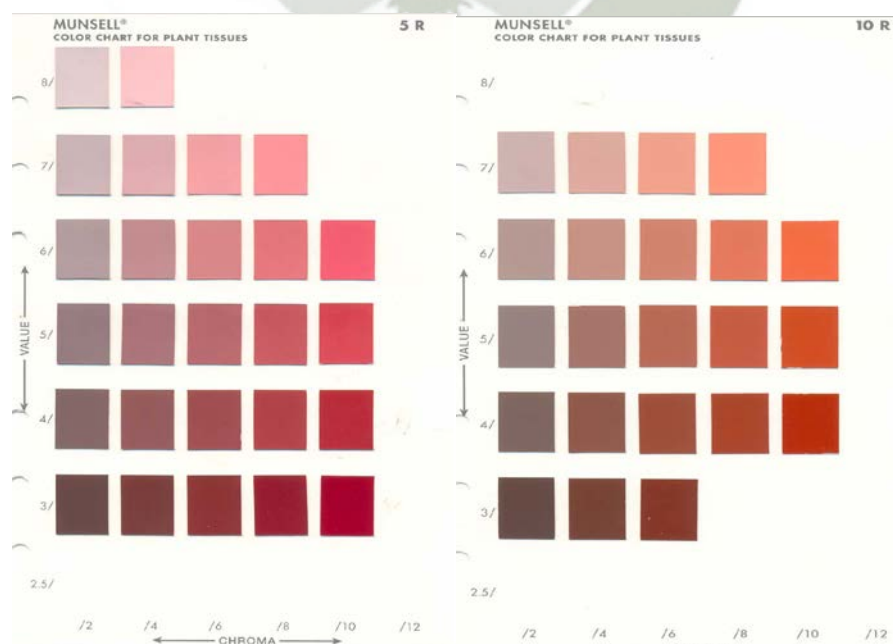 MUNSELL®
COLOR CHART FOR PLANT TISSUES
5 R
8/
7/
6/
5/
4/
3/
2.5/
VALUE
/2 /4 /6 /8 /10 /12
CHROMA
MUNSELL®
COLOR CHART FOR PLANT TISSUES
10 R
8/
7/
6/
5/
4/
3/
2.5/
VALUE
/2 /4 /6 /8 /10 /12